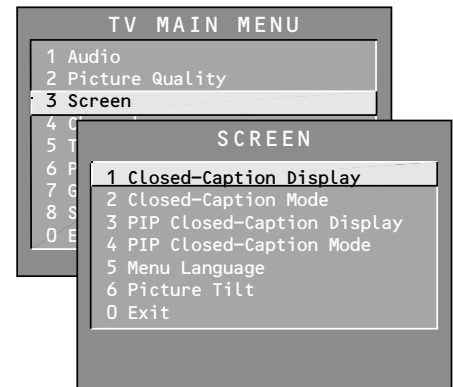 TV MAIN MENU
1 Audio
2 Picture Quality
3 Screen
4 C
5 T
6 P
7 G
8 S
0 E
SCREEN
1 Closed-Caption Display
2 Closed-Caption Mode
3 PIP Closed-Caption Display
4 PIP Closed-Caption Mode
5 Menu Language
6 Picture Tilt
0 Exit